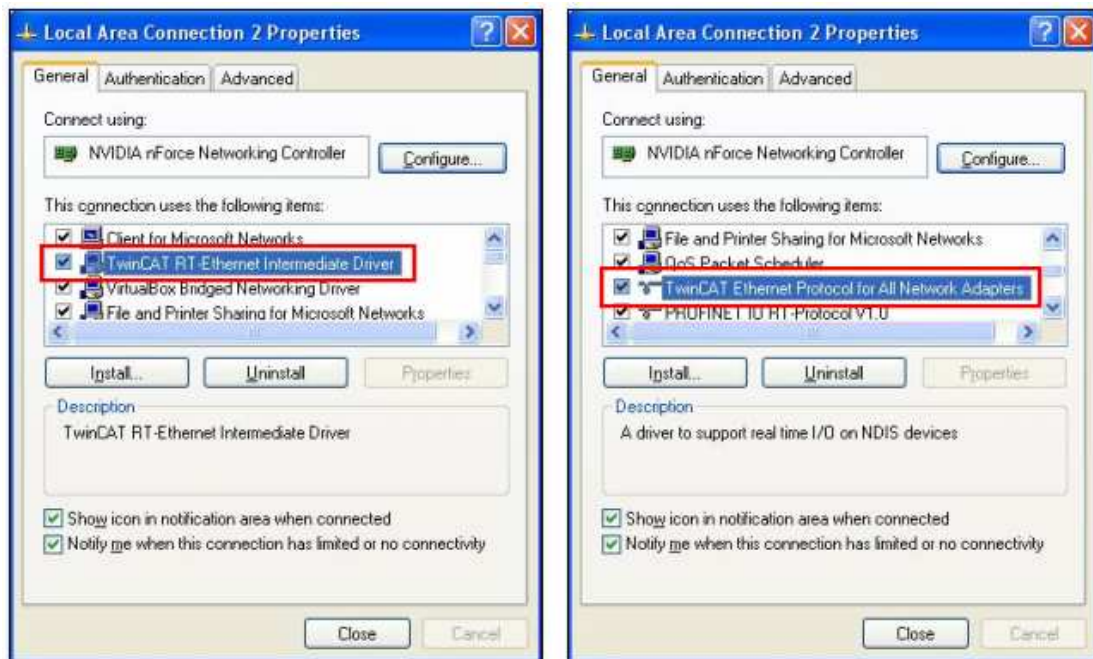 Local Area Connection 2 Properties
General Authentication Advanced
Connect using:
NVIDIA nForce Networking Controller Configure...
This connection uses the following items:
Client for Microsoft Networks
TwinCAT RT-Ethernet Intermediate Driver
VirtualBox Bridged Networking Driver
File and Printer Sharing for Microsoft Networks
Install... Uninstall Properties
Description
TwinCAT RT-Ethernet Intermediate Driver
Show icon in notification area when connected
Notify me when this connection has limited or no connectivity
Close Cancel
Local Area Connection 2 Properties
General Authentication Advanced
Connect using:
NVIDIA nForce Networking Controller Configure...
This connection uses the following items:
File and Printer Sharing for Microsoft Networks
QoS Packet Scheduler
TwinCAT Ethernet Protocol for All Network Adapters
PROFINET IO RT-Protocol V1.0
Install... Uninstall Properties
Description
A driver to support real time I/O on NDIS devices
Show icon in notification area when connected
Notify me when this connection has limited or no connectivity
Close Cancel